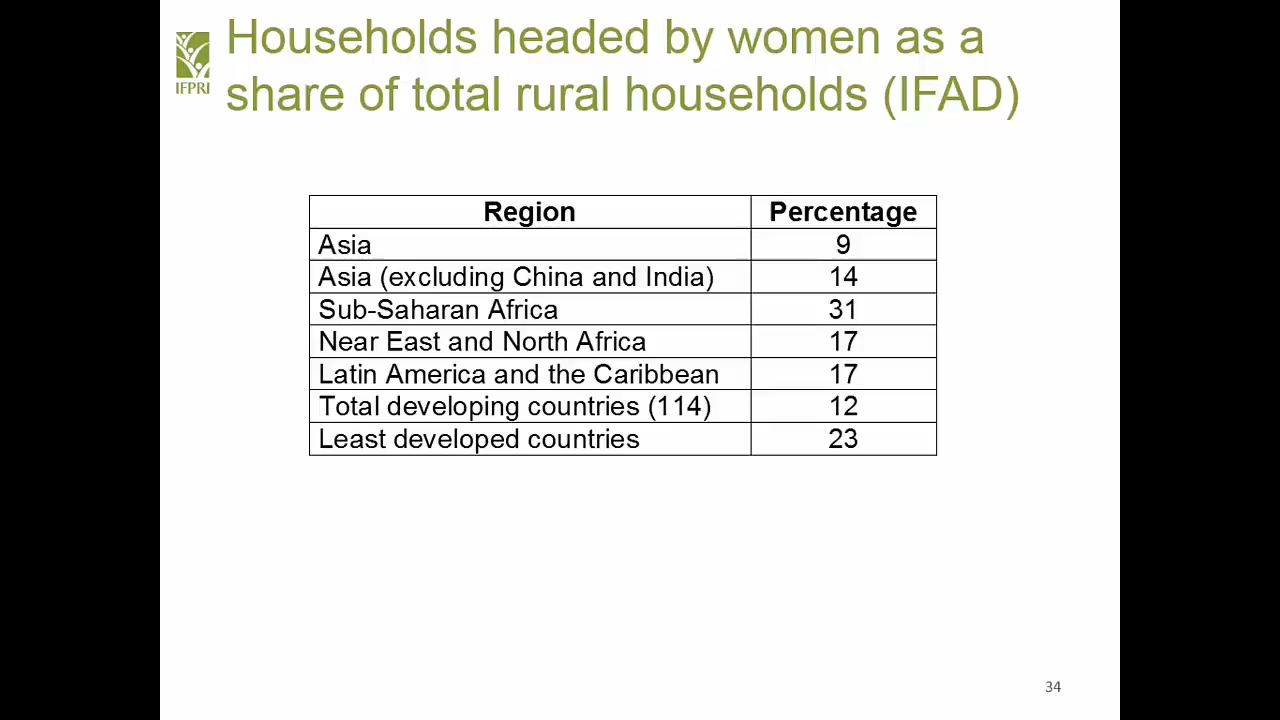 Households headed by women as a
share of total rural households (IFAD)
IFPRI
Region Percentage
Asia 9
Asia (excluding China and India) 14
Sub-Saharan Africa 31
Near East and North Africa 17
Latin America and the Caribbean 17
Total developing countries (114) 12
Least developed countries 23
34